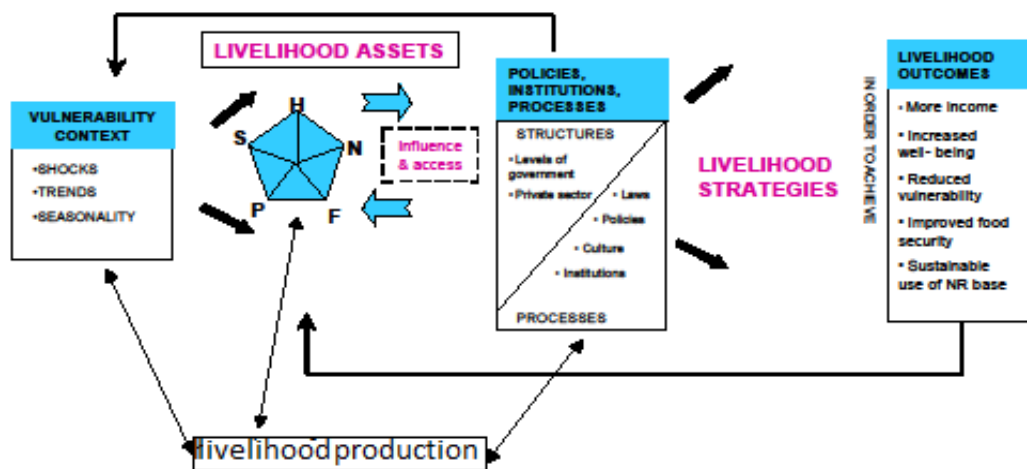 LIVELIHOOD ASSETS
VULNERABILITY
CONTEXT
•SHOCKS
•TRENDS
•SEASONALITY
H
S
N
P
F
Influence
& access
POLICIES,
INSTITUTIONS,
PROCESSES
STRUCTURES
• Levels of
government
• Private sector
• Laws
• Policies
• Culture
• Institutions
PROCESSES
LIVELIHOOD
STRATEGIES
IN ORDER TO ACHIEVE
LIVELIHOOD
OUTCOMES
• More income
• Increased
well- being
• Reduced
vulnerability
• Improved food
security
• Sustainable
use of NR base
livelihood production